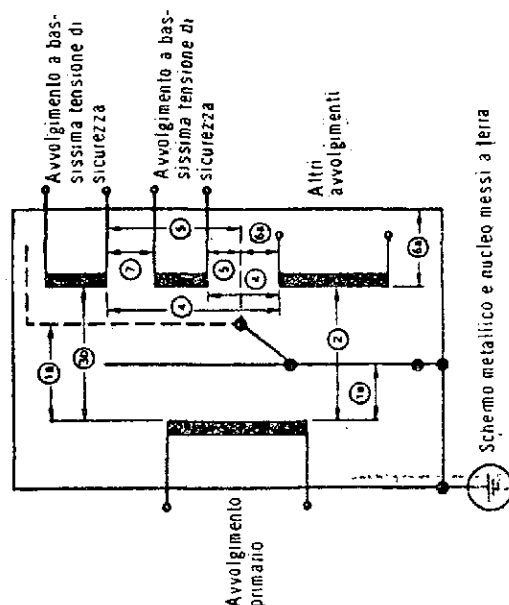 Avvolgimento a bas-
sissima tensione di
sicurezza
Avvolgimento a bas-
sissima tensione di
sicurezza
Altri
avvolgimenti
7
5
5
6a
4
4
6a
1a
3b
2
1a
Avvolgimento
primario
Schermo metallico e nucleo messi a terra